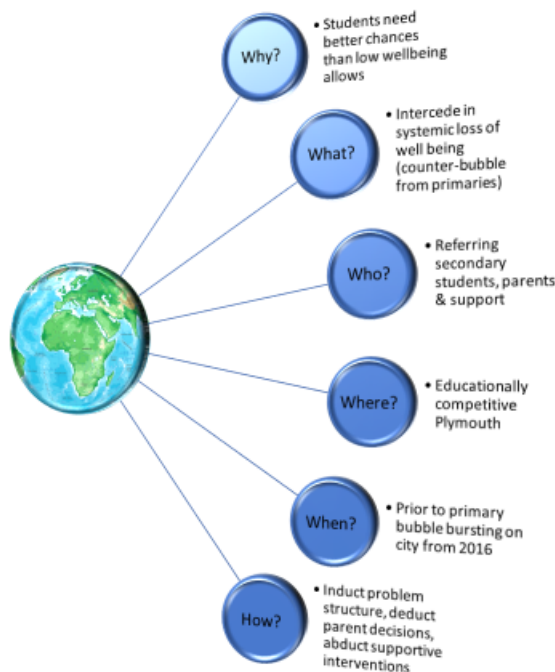 Why?
• Students need
better chances
than low wellbeing
allows
What?
• Intercede in
systemic loss of
well being
(counter-bubble
from primaries)
Who?
• Referring
secondary
students, parents
& support
Where?
• Educationally
competitive
Plymouth
When?
• Prior to primary
bubble bursting on
city from 2016
How?
• Induct problem
structure, deduct
parent decisions,
abduct supportive
interventions